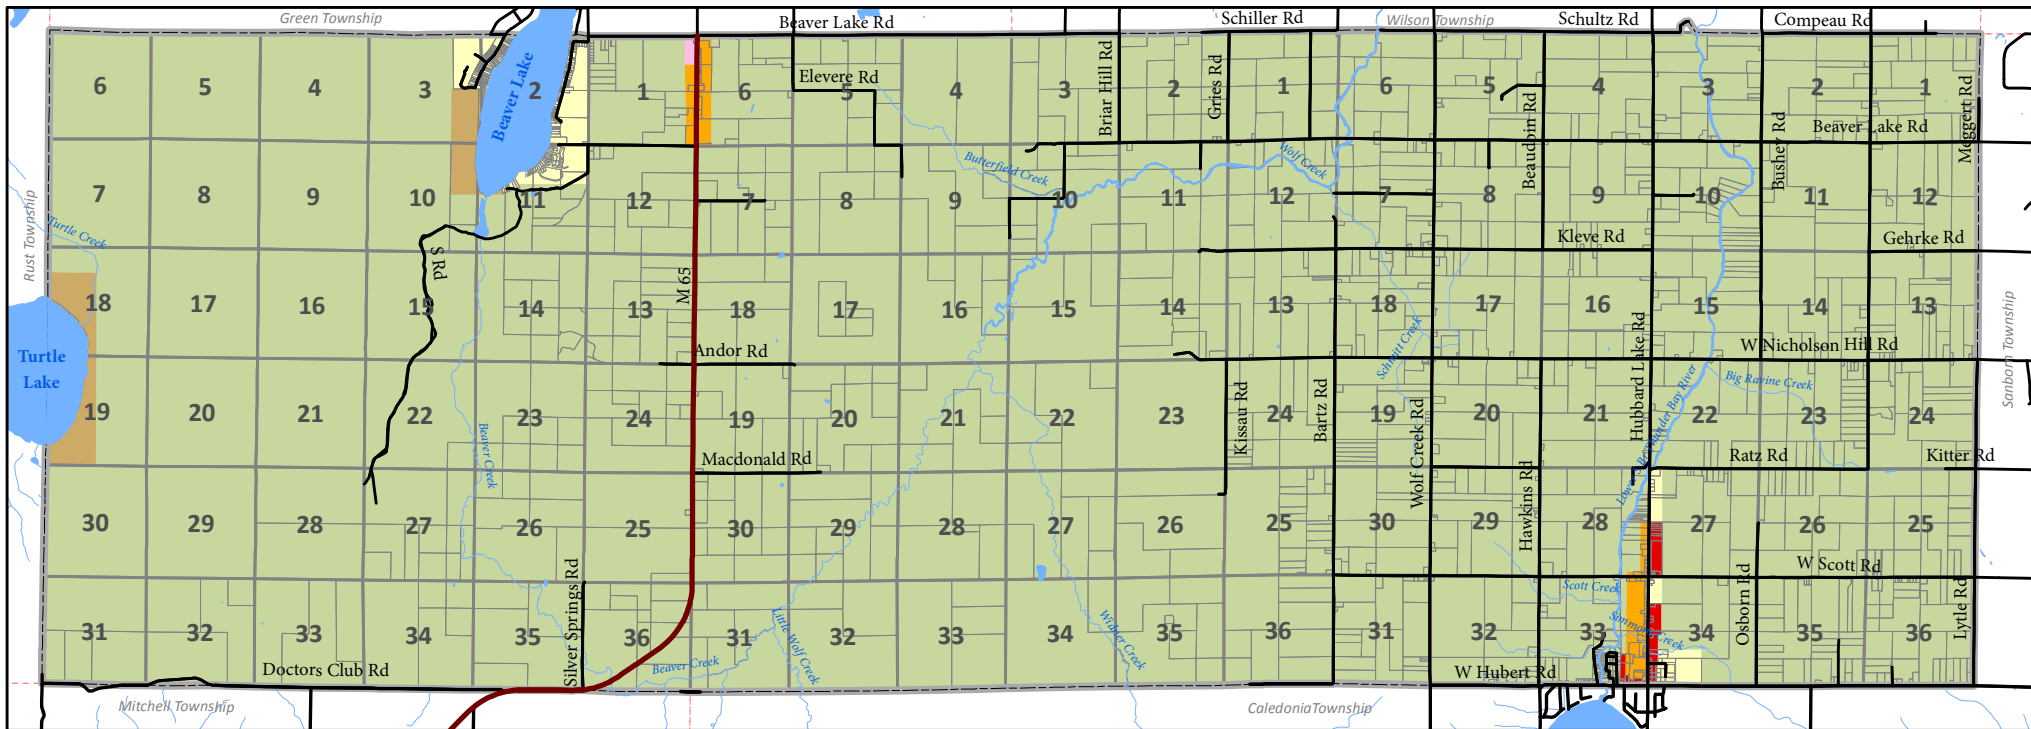 Green Township
Beaver Lake Rd
Schiller Rd
Wilson Township
Schultz Rd
Compeau Rd
6 5 4 3 2 1 6 5 4 3 2 1 6 5 4 3 2 1
Beaver Lake
Elevere Rd
Briar Hill Rd
Gries Rd
Beaudoin Rd
Bushey Rd
Beaver Lake Rd
Meggert Rd
Rust Township
Turtle Creek
Butterfield Creek
Wolf Creek
7 8 9 10 11 12 7 8 9 10 11 12 7 8 9 10 11 12
S Rd
M 65
Kleve Rd
Gehrke Rd
18 17 16 15 14 13 18 17 16 15 14 13 18 17 16 15 14 13
Sanborn Township
Turtle
Lake
Andor Rd
Schmitt Creek
Hubbard Lake Rd
W Nicholson Hill Rd
Big Ravine Creek
19 20 21 22 23 24 19 20 21 22 23 24 19 20 21 22 23 24
Beaver Creek
Macdonald Rd
Kissau Rd
Bartz Rd
Wolf Creek Rd
Ratz Rd
Kitter Rd
30 29 28 27 26 25 30 29 28 27 26 25 30 29 28 27 26 25
Hawkins Rd
W Scott Rd
Scott Creek
Silver Springs Rd
Little Wolf Creek
Widner Creek
Simmons Creek
Osborn Rd
Lytle Rd
31 32 33 34 35 36 31 32 33 34 35 36 31 32 33 34 35 36
Doctors Club Rd
Beaver Creek
W Hubert Rd
Mitchell Township
CaledoniaTownship